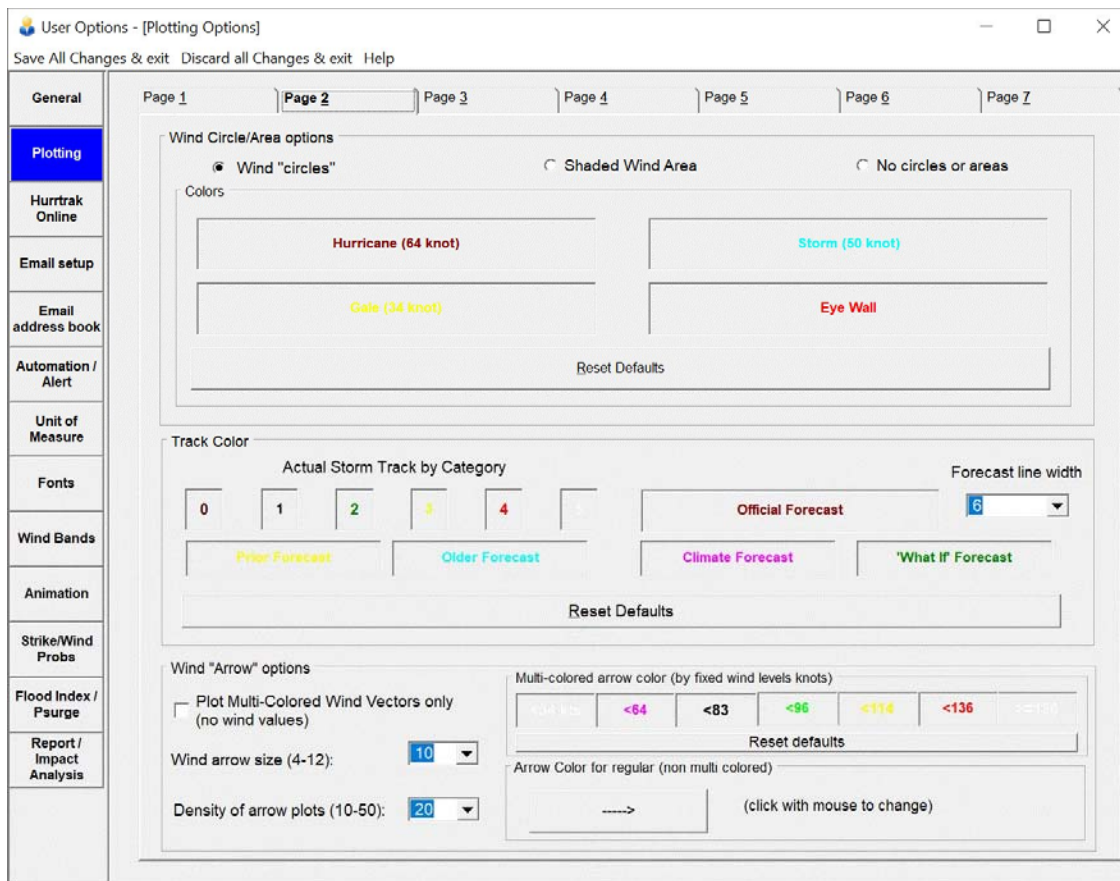 User Options - [Plotting Options]
Save All Changes & exit Discard all Changes & exit Help
General
Plotting
Hurrtrak
Online
Email setup
Email
address book
Automation /
Alert
Unit of
Measure
Fonts
Wind Bands
Animation
Strike/Wind
Probs
Flood Index /
Psurge
Report /
Impact
Analysis
Page 1 Page 2 Page 3 Page 4 Page 5 Page 6 Page 7
Wind Circle/Area options
Wind "circles" Shaded Wind Area No circles or areas
Colors
Hurricane (64 knot) Storm (50 knot)
Gale (34 knot) Eye Wall
Reset Defaults
Track Color
Actual Storm Track by Category
Forecast line width
0 1 2 3 4 5 Official Forecast 6
Prior Forecast Older Forecast Climate Forecast 'What If' Forecast
Reset Defaults
Wind "Arrow" options
Plot Multi-Colored Wind Vectors only
(no wind values)
Wind arrow size (4-12): 10
Density of arrow plots (10-50): 20
Multi-colored arrow color (by fixed wind levels knots)
<64 <83 <96 <114 <136
Reset defaults
Arrow Color for regular (non multi colored)
-----> (click with mouse to change)